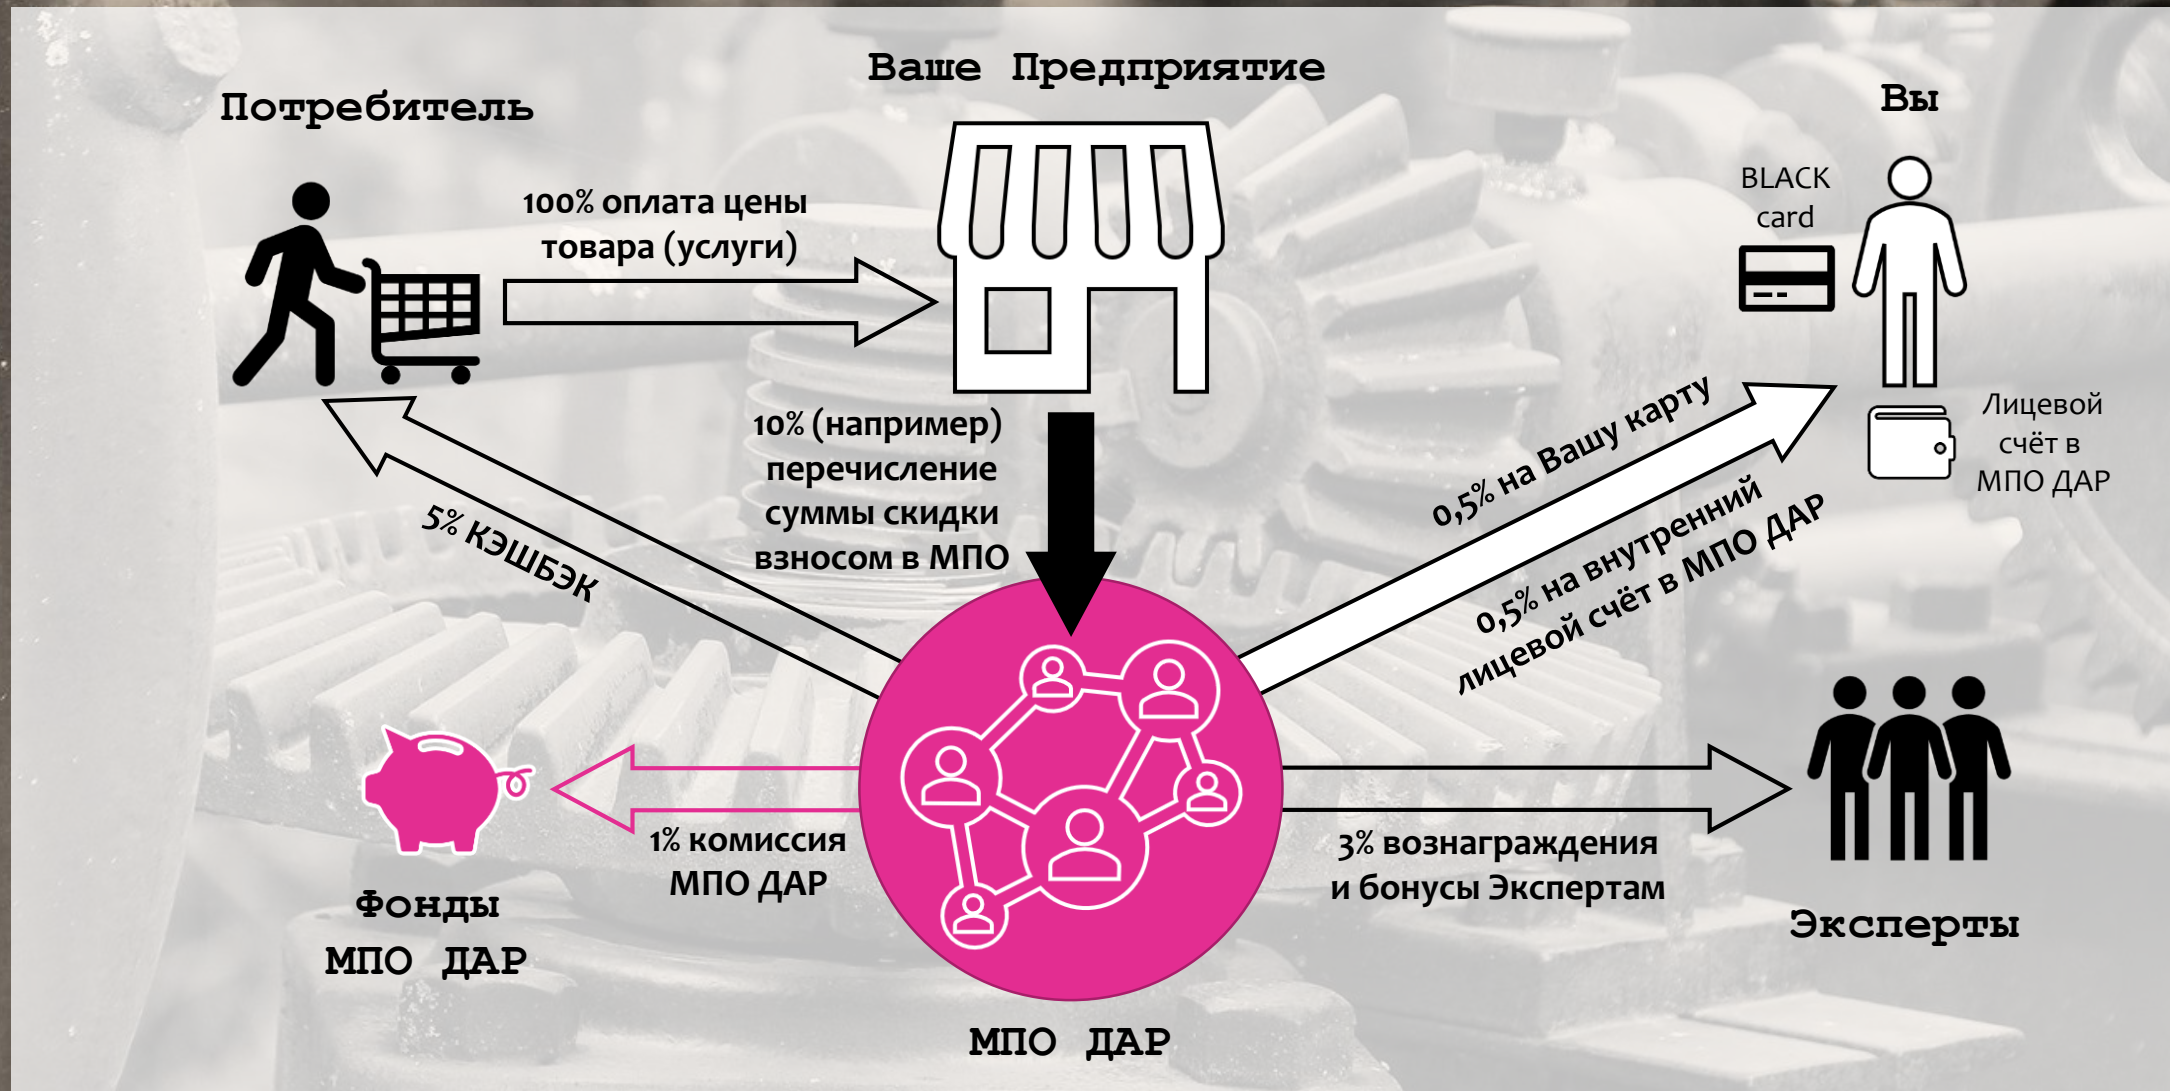 Ваше Предприятие
Потребитель
Вы
100% оплата цены
товара (услуги)
BLACK
card
10% (например)
перечисление
суммы скидки
взносом в МПО
5% КЭШБЭК
0,5% на Вашу карту
0,5% на внутренний
лицевой счёт в МПО ДАР
Лицевой
счёт в
МПО ДАР
1% комиссия
МПО ДАР
3% вознаграждения
и бонусы Экспертам
Фонды
МПО ДАР
Эксперты
МПО ДАР